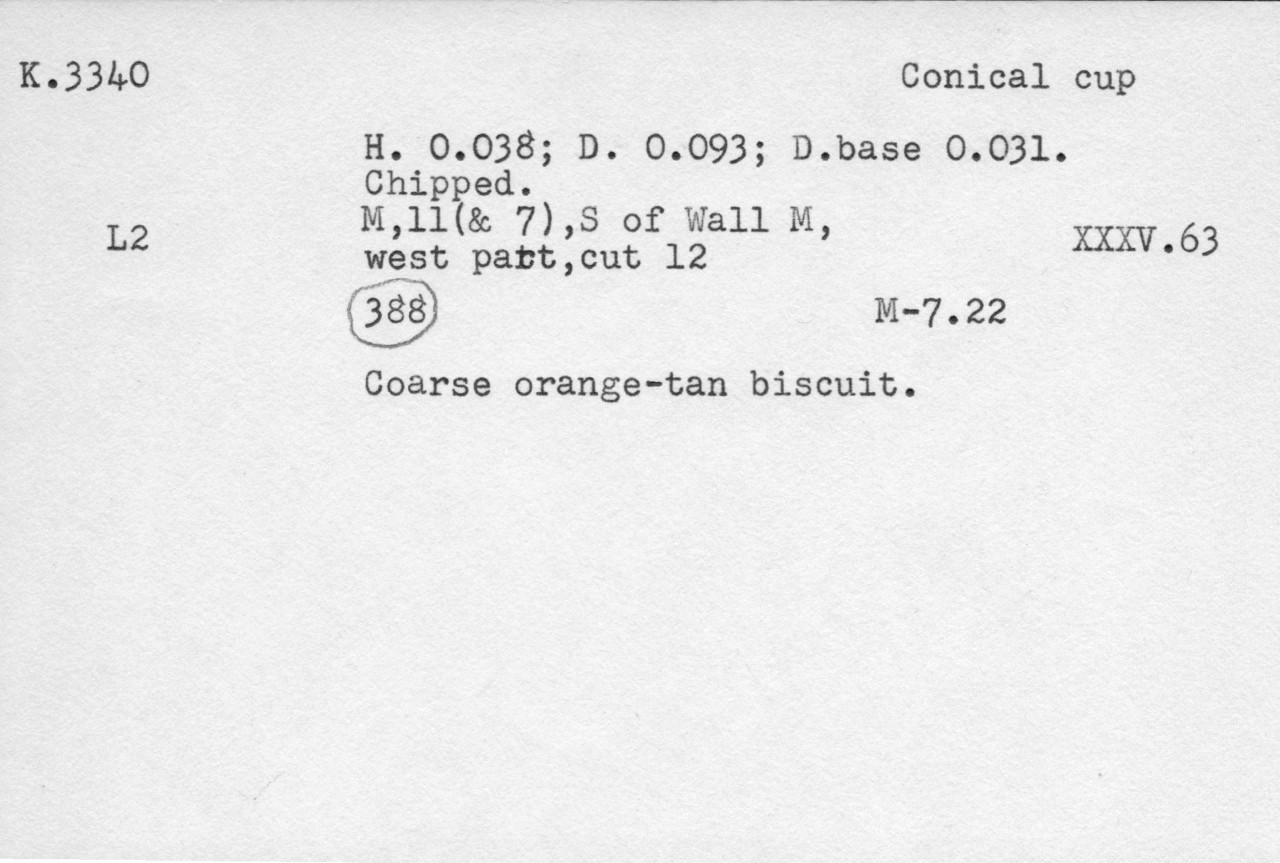 K.3340 Conical cup
H. 0.038; D. 0.093; D.base 0.031.
Chipped.
M,11(& 7),S of Wall M,
L2 XXXV.63
west part,cut 12
388 M-7.22
Coarse orange-tan biscuit.